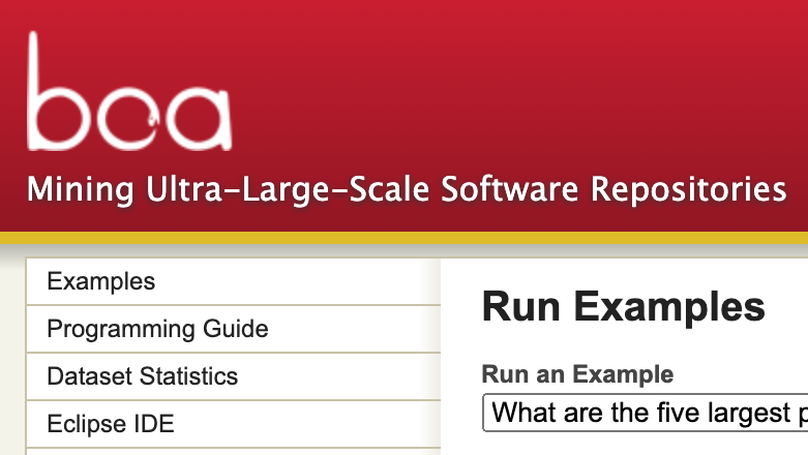 boa
Mining Ultra-Large-Scale Software Repositories
Examples
Programming Guide
Dataset Statistics
Eclipse IDE
Run Examples
Run an Example
What are the five largest p